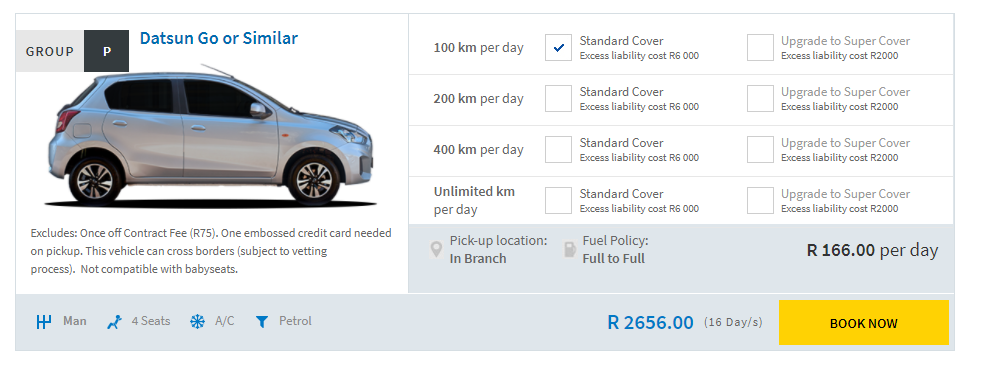 GROUP P
Datsun Go or Similar
Excludes: Once off Contract Fee (R75). One embossed credit card needed
on pickup. This vehicle can cross borders (subject to vetting
process). Not compatible with babyseats.
100 km per day
Standard Cover
Excess liability cost R6 000
Upgrade to Super Cover
Excess liability cost R2000
200 km per day
Standard Cover
Excess liability cost R6 000
Upgrade to Super Cover
Excess liability cost R2000
400 km per day
Standard Cover
Excess liability cost R6 000
Upgrade to Super Cover
Excess liability cost R2000
Unlimited km
per day
Standard Cover
Excess liability cost R6 000
Upgrade to Super Cover
Excess liability cost R2000
Pick-up location:
In Branch
Fuel Policy:
Full to Full
R 166.00 per day
Man
4 Seats
A/C
Petrol
R 2656.00 (16 Day/s)
BOOK NOW